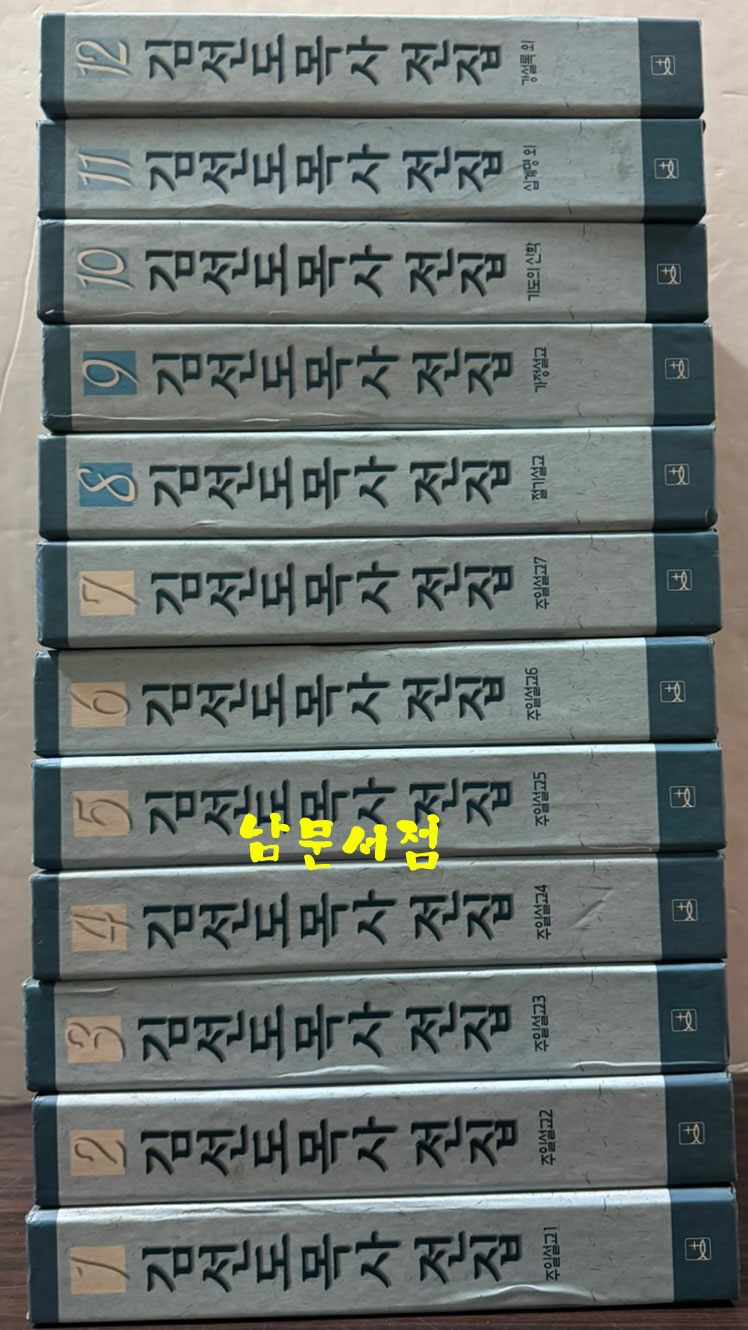 12 김선도목사 전집 강설록 외
11 김선도목사 전집 십계명 외
10 김선도목사 전집 기도의 신학
9 김선도목사 전집 가정설교
8 김선도목사 전집 절기설교
7 김선도목사 전집 주일설교7
6 김선도목사 전집 주일설교6
5 김선도목사 전집 주일설교5
남문서점
4 김선도목사 전집 주일설교4
3 김선도목사 전집 주일설교3
2 김선도목사 전집 주일설교2
1 김선도목사 전집 주일설교1